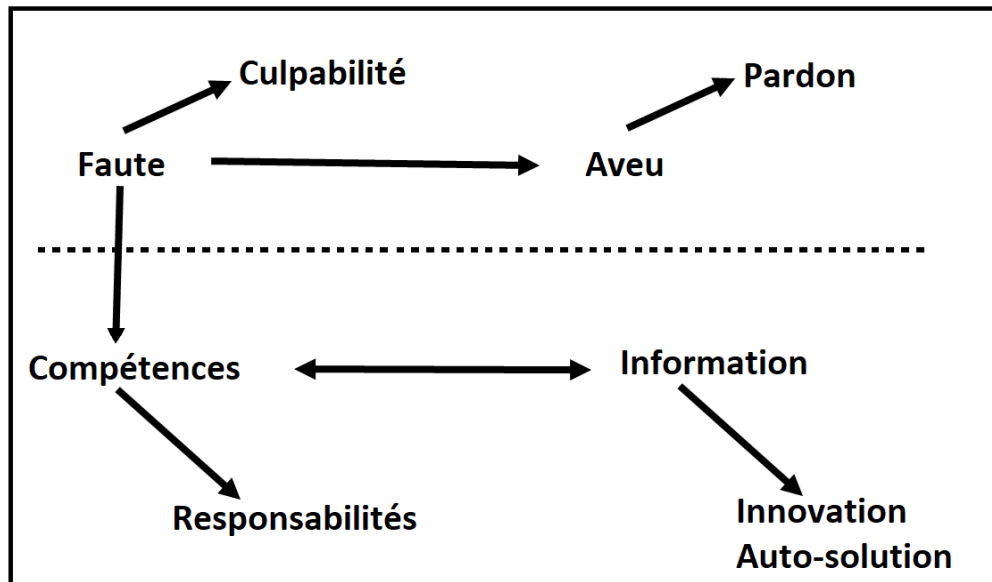 Culpabilité
Pardon
Faute
Aveu
Compétences
Information
Responsabilités
Innovation
Auto-solution